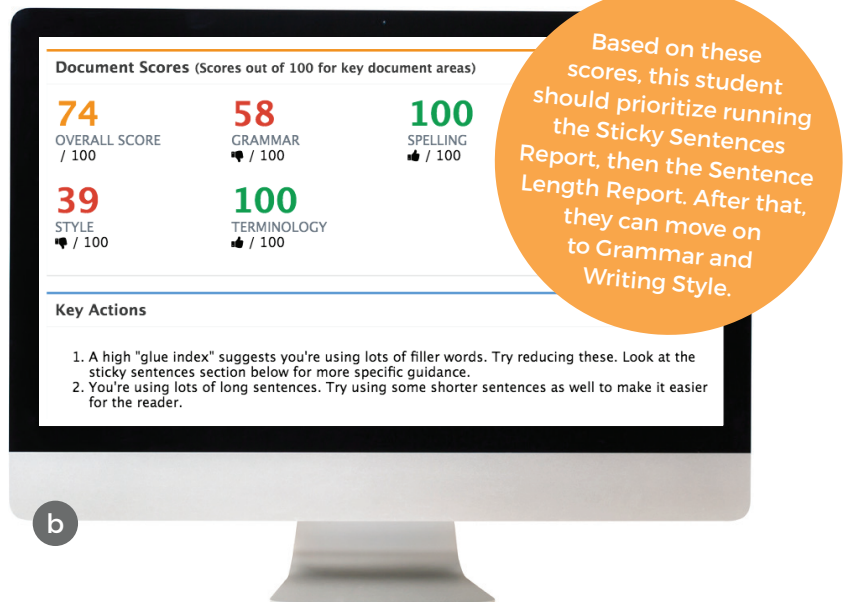 Document Scores (Scores out of 100 for key document areas)
74
OVERALL SCORE
/ 100
58
GRAMMAR
/ 100
100
SPELLING
/ 100
39
STYLE
/ 100
100
TERMINOLOGY
/ 100
Key Actions
1. A high "glue index" suggests you're using lots of filler words. Try reducing these. Look at the
sticky sentences section below for more specific guidance.
2. You're using lots of long sentences. Try using some shorter sentences as well to make it easier
for the reader.
Based on these
scores, this student
should prioritize running
the Sticky Sentences
Report, then the Sentence
Length Report. After that,
they can move on
to Grammar and
Writing Style.
b